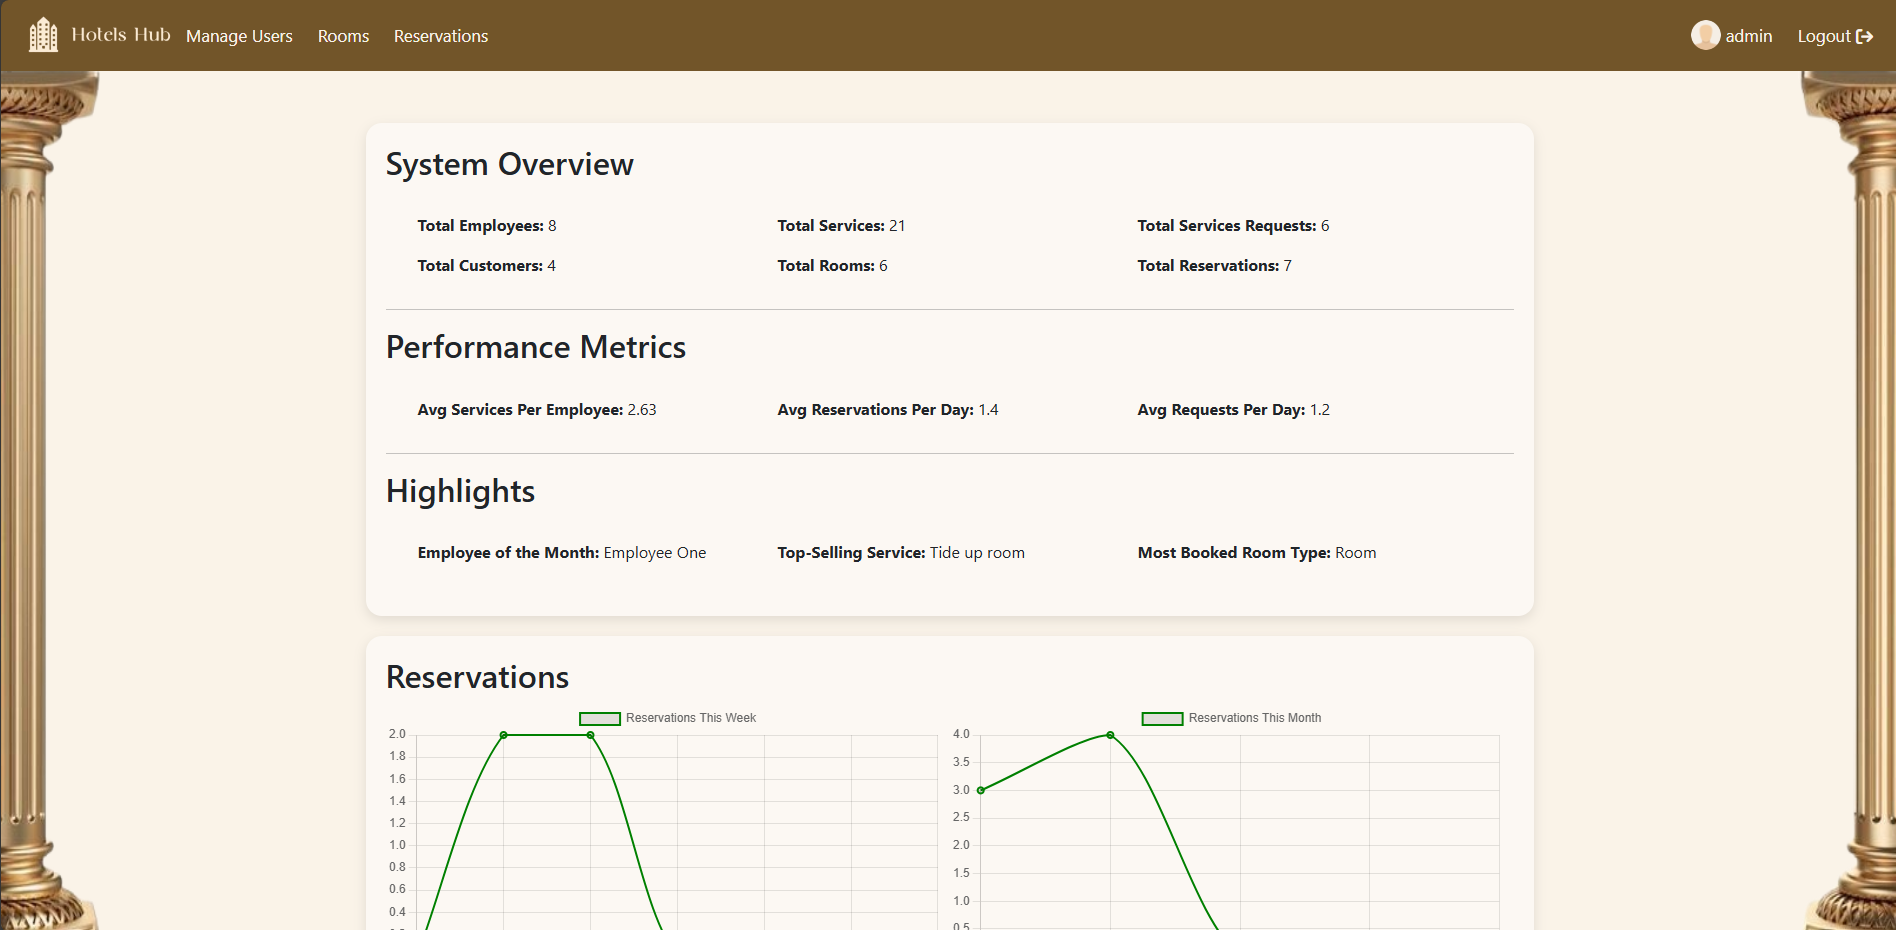 Hotels Hub Manage Users Rooms Reservations admin Logout
System Overview
Total Employees: 8 Total Services: 21 Total Services Requests: 6
Total Customers: 4 Total Rooms: 6 Total Reservations: 7
Performance Metrics
Avg Services Per Employee: 2.63 Avg Reservations Per Day: 1.4 Avg Requests Per Day: 1.2
Highlights
Employee of the Month: Employee One Top-Selling Service: Tide up room Most Booked Room Type: Room
Reservations
Reservations This Week
2.0
1.8
1.6
1.4
1.2
1.0
0.8
0.6
0.4
Reservations This Month
4.0
3.5
3.0
2.5
2.0
1.5
1.0
0.5